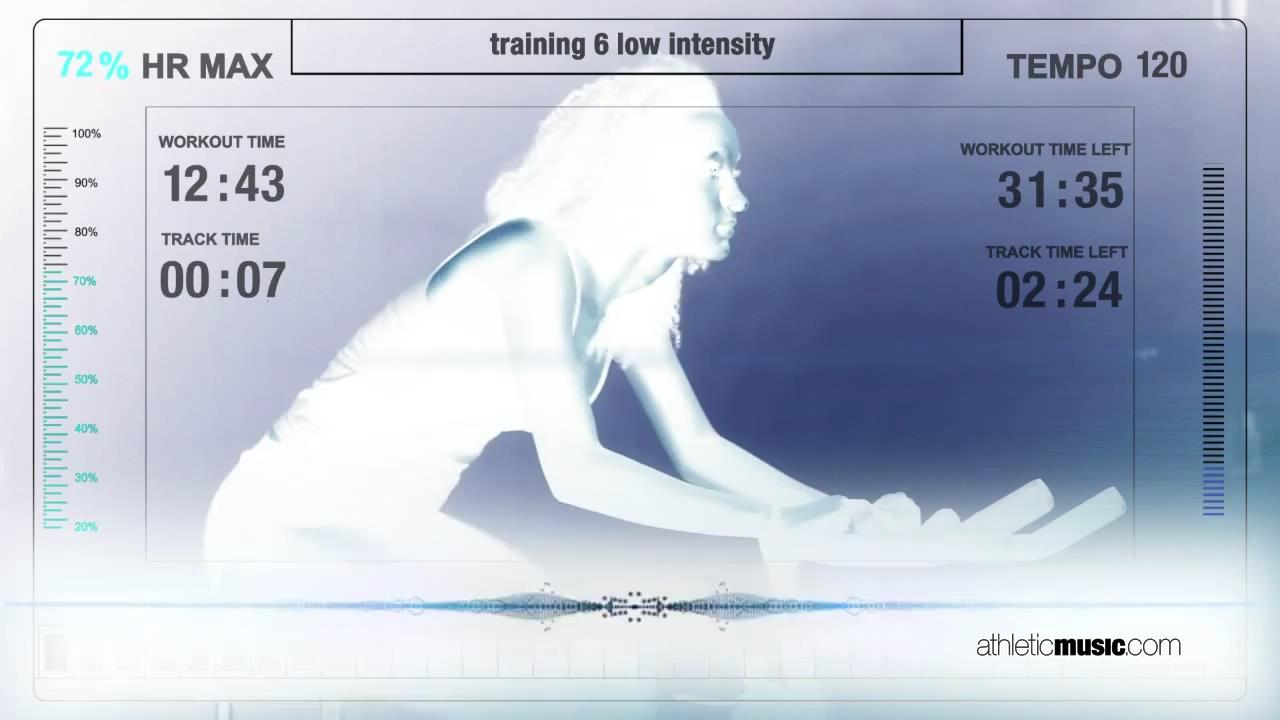 training 6 low intensity
72% HR MAX
TEMPO 120
WORKOUT TIME
12:43
TRACK TIME
00:07
WORKOUT TIME LEFT
31:35
TRACK TIME LEFT
02:24
100%
90%
80%
70%
60%
50%
40%
30%
20%
athleticmusic.com